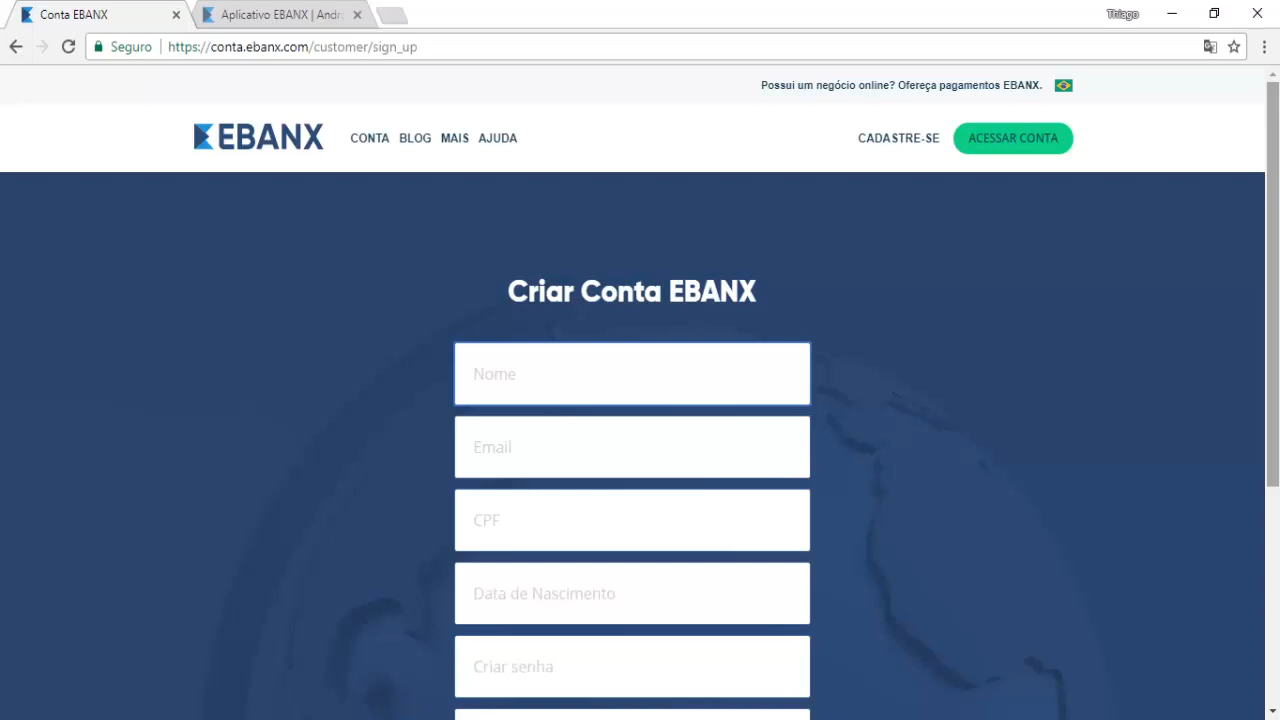 Conta EBANX
Aplicativo EBANX | Andro
Thiago
Seguro
https://conta.ebanx.com/customer/sign_up
Possui um negócio online? Ofereça pagamentos EBANX.
EBANX
CONTA BLOG MAIS AJUDA
CADASTRE-SE ACESSAR CONTA
Criar Conta EBANX
Nome
Email
CPF
Data de Nascimento
Criar senha